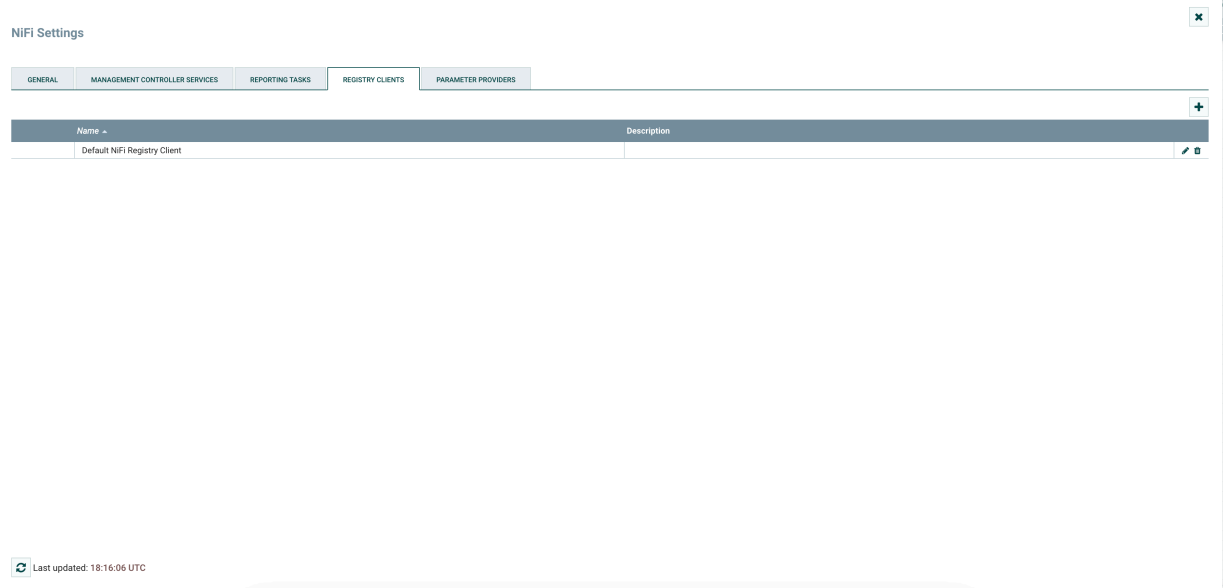 NiFi Settings
GENERAL MANAGEMENT CONTROLLER SERVICES REPORTING TASKS REGISTRY CLIENTS PARAMETER PROVIDERS
Name Description
Default NiFi Registry Client
Last updated: 18:16:06 UTC